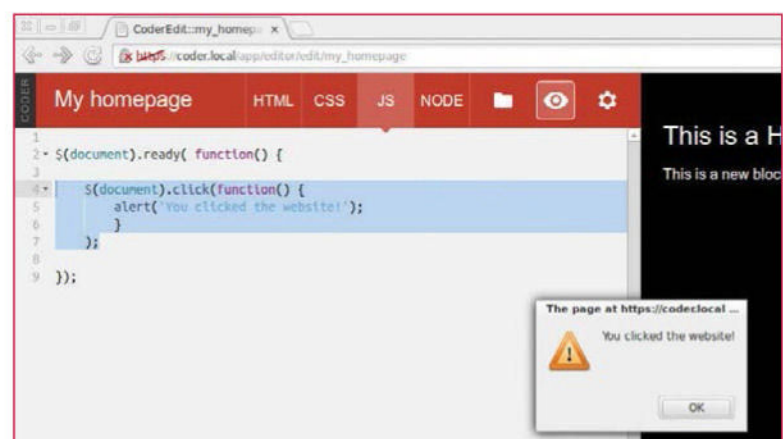 CoderEdit::my_homep
https://coder.local/app/editor/edit/my_homepage
CODER
My homepage HTML CSS JS NODE
1
2 $(document).ready( function() {
3
4 $(document).click(function() {
5 alert('You clicked the website!');
6 }
7 );
8
9 });
This is a H
This is a new bloc
The page at https://coder.local ...
You clicked the website!
OK